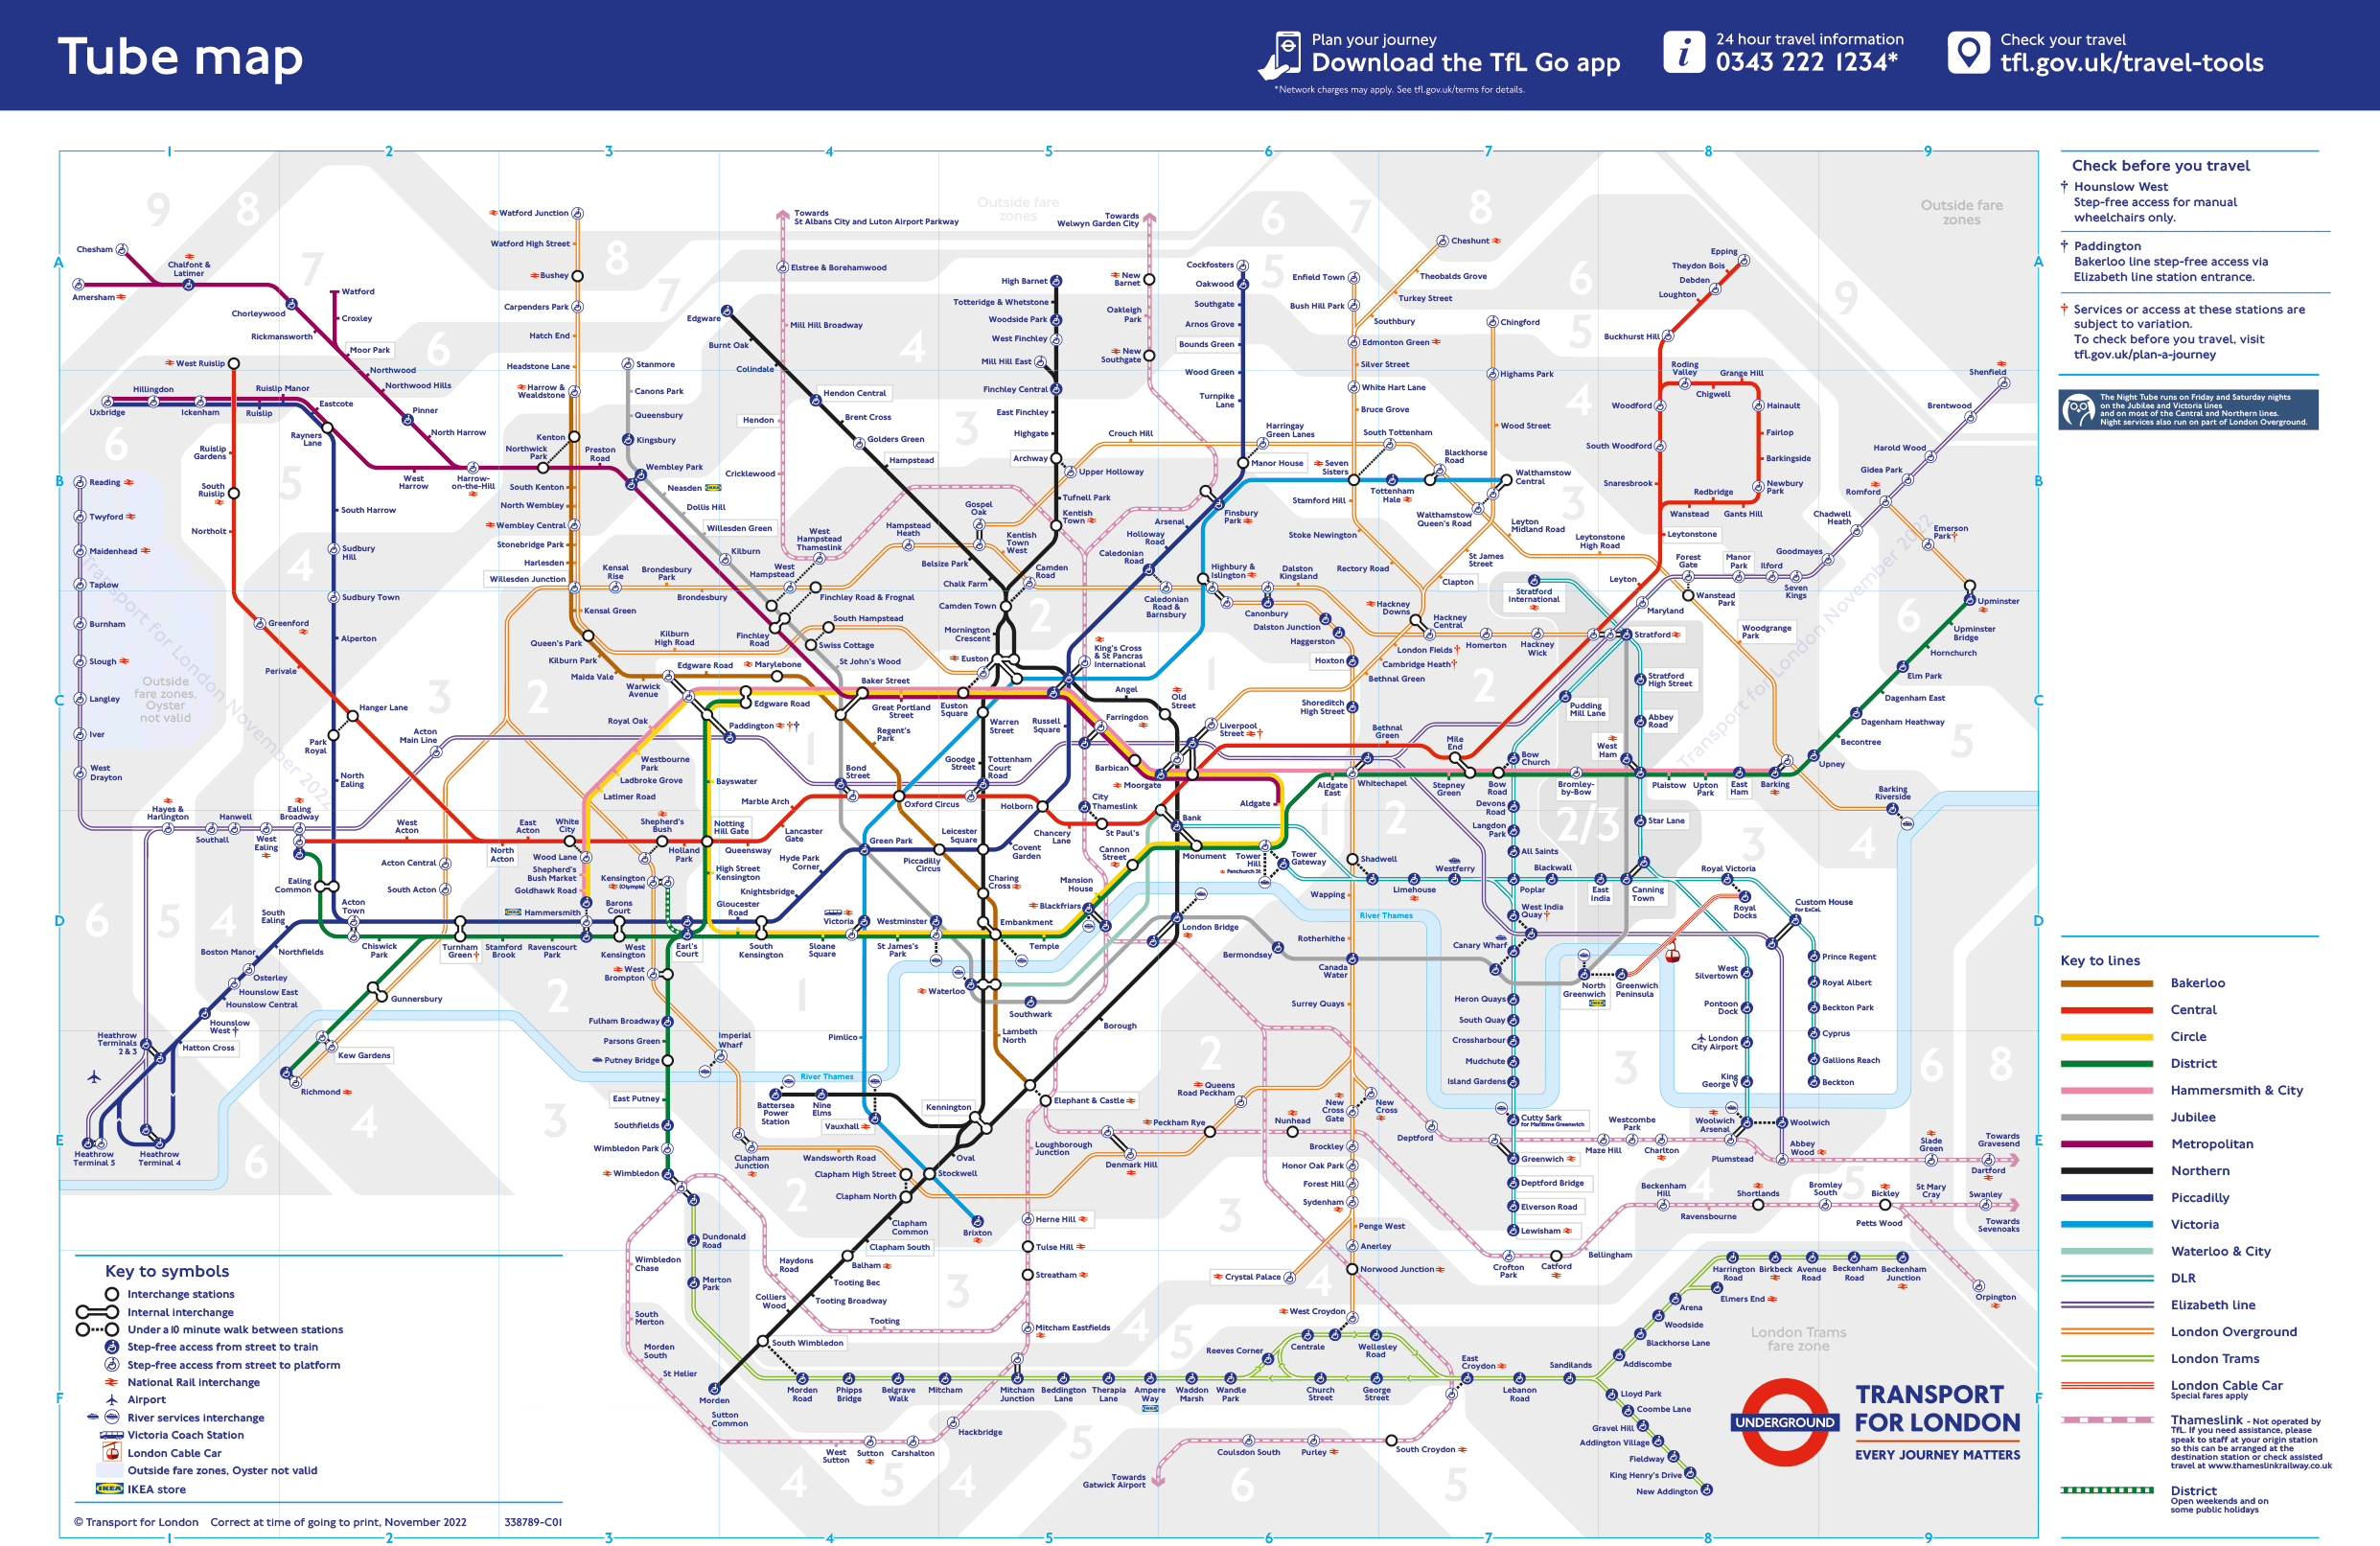 Tube map
Plan your journey
Download the TfL Go app
*Network charges may apply. See tfl.gov.uk/terms for details.
24 hour travel information
0343 222 1234*
Check your travel
tfl.gov.uk/travel-tools
1 2 3 4 5 6 7 8 9
A
B
C
D
E
F
Outside fare
zones
Outside fare
zones
Chesham
Chalfont &
Latimer
Amersham
Chorleywood
Rickmansworth
Watford
Croxley
Moor Park
Northwood
Northwood Hills
Pinner
North Harrow
West Ruislip
Hillingdon
Uxbridge
Ickenham
Ruislip
Ruislip Manor
Eastcote
Rayners
Lane
West
Harrow
Harrow-
on-the-Hill
Northwick
Park
Preston
Road
Ruislip
Gardens
South
Ruislip
Northolt
Greenford
Perivale
Hanger Lane
Park
Royal
South Harrow
Sudbury
Hill
Sudbury Town
Alperton
North
Ealing
Reading
Twyford
Maidenhead
Taplow
Burnham
Slough
Langley
Iver
West
Drayton
Outside
fare zones,
Oyster
not valid
Transport for London November 2022
Hayes &
Harlington
Southall
Hanwell
West
Ealing
Ealing
Broadway
Acton
Main Line
West
Acton
North
Acton
East
Acton
White
City
Wood Lane
Shepherd's
Bush Market
Goldhawk Road
Hammersmith
Shepherd's
Bush
Holland
Park
Notting
Hill Gate
Queensway
Lancaster
Gate
Marble Arch
Bond
Street
Oxford Circus
Watford Junction
Watford High Street
Bushey
Carpenders Park
Hatch End
Headstone Lane
Harrow &
Wealdstone
Kenton
South Kenton
North Wembley
Wembley Central
Stonebridge Park
Harlesden
Willesden Junction
Kensal Green
Queen's Park
Kilburn Park
Maida Vale
Warwick
Avenue
Edgware Road
Marylebone
Baker Street
Paddington
Stanmore
Canons Park
Queensbury
Kingsbury
Wembley Park
Neasden
Dollis Hill
Willesden Green
Kilburn
West
Hampstead
Finchley
Road
Swiss Cottage
St John's Wood
Kensal
Rise
Brondesbury
Park
Brondesbury
West
Hampstead
Thameslink
Finchley Road & Frognal
Hampstead
Heath
Gospel
Oak
Kentish
Town
West
Camden
Road
Kilburn
High Road
South Hampstead
Towards
St Albans City and Luton Airport Parkway
Elstree & Borehamwood
Mill Hill Broadway
Hendon
Cricklewood
Edgware
Burnt Oak
Colindale
Hendon Central
Brent Cross
Golders Green
Hampstead
Belsize Park
Chalk Farm
Camden Town
Mornington
Crescent
Euston
High Barnet
Totteridge & Whetstone
Woodside Park
West Finchley
Mill Hill East
Finchley Central
East Finchley
Highgate
Archway
Upper Holloway
Tufnell Park
Kentish
Town
Crouch Hill
Towards
Welwyn Garden City
New
Barnet
Oakleigh
Park
New
Southgate
Cockfosters
Oakwood
Southgate
Arnos Grove
Bounds Green
Wood Green
Turnpike
Lane
Manor House
Harringay
Green Lanes
Finsbury
Park
Arsenal
Holloway
Road
Caledonian
Road
Caledonian
Road &
Barnsbury
Highbury &
Islington
Canonbury
Dalston
Kingsland
Dalston Junction
Haggerston
Hoxton
Shoreditch
High Street
King's Cross
& St Pancras
International
Enfield Town
Bush Hill Park
Cheshunt
Theobalds Grove
Turkey Street
Southbury
Edmonton Green
Silver Street
White Hart Lane
Bruce Grove
South Tottenham
Seven
Sisters
Tottenham
Hale
Blackhorse
Road
Walthamstow
Central
Walthamstow
Queen's Road
Chingford
Highams Park
Wood Street
Stamford Hill
Stoke Newington
Rectory Road
St James
Street
Clapton
Leyton
Midland Road
Leytonstone
High Road
Hackney
Downs
Hackney
Central
Homerton
Hackney
Wick
London Fields
Cambridge Heath
Bethnal Green
Stratford
International
Stratford
Stratford
High Street
Pudding
Mill Lane
Abbey
Road
West
Ham
Star Lane
Canning
Town
Epping
Theydon Bois
Debden
Loughton
Buckhurst Hill
Roding
Valley
Chigwell
Grange Hill
Hainault
Fairlop
Barkingside
Newbury
Park
Gants Hill
Redbridge
Wanstead
Woodford
South Woodford
Snaresbrook
Leytonstone
Leyton
Shenfield
Brentwood
Harold Wood
Gidea Park
Romford
Chadwell
Heath
Goodmayes
Seven
Kings
Ilford
Manor
Park
Forest
Gate
Maryland
Wanstead
Park
Woodgrange
Park
Emerson
Park
Upminster
Upminster
Bridge
Hornchurch
Elm Park
Dagenham East
Dagenham Heathway
Becontree
Upney
Barking
East
Ham
Upton
Park
Plaistow
Bromley-
by-Bow
Bow
Road
Bow
Church
Mile
End
Bethnal
Green
Stepney
Green
Whitechapel
Aldgate
East
Aldgate
Liverpool
Street
Old
Street
Angel
Farringdon
Barbican
Moorgate
Bank
Monument
St Paul's
City
Thameslink
Chancery
Lane
Holborn
Russell
Square
Great Portland
Street
Euston
Square
Warren
Street
Goodge
Street
Tottenham
Court
Road
Regent's
Park
Edgware Road
Royal Oak
Westbourne
Park
Ladbroke Grove
Latimer Road
Bayswater
High Street
Kensington
Kensington
(Olympia)
Gloucester
Road
Earl's
Court
South
Kensington
Knightsbridge
Hyde Park
Corner
Green Park
Piccadilly
Circus
Leicester
Square
Covent
Garden
Charing
Cross
Embankment
Westminster
St James's
Park
Victoria
Sloane
Square
Temple
Blackfriars
Mansion
House
Cannon
Street
Tower
Hill
Fenchurch St
Tower
Gateway
London Bridge
Shadwell
Wapping
Rotherhithe
Canada
Water
Bermondsey
Surrey Quays
Limehouse
Westferry
Poplar
Blackwall
East
India
Devons
Road
Langdon
Park
All Saints
West India
Quay
Canary Wharf
Heron Quays
South Quay
Crossharbour
Mudchute
Island Gardens
Cutty Sark
for Maritime Greenwich
Greenwich
Deptford Bridge
Elverson Road
Lewisham
North
Greenwich
Greenwich
Peninsula
Royal Victoria
Royal
Docks
Custom House
for ExCeL
Prince Regent
Royal Albert
Beckton Park
Cyprus
Gallions Reach
Beckton
West
Silvertown
Pontoon
Dock
London
City Airport
King
George V
Woolwich
Arsenal
Woolwich
Abbey
Wood
Barking
Riverside
River Thames
River Thames
Ealing
Common
South
Ealing
Acton
Town
Acton Central
South Acton
Northfields
Boston Manor
Osterley
Hounslow East
Hounslow Central
Hounslow
West †
Hatton Cross
Heathrow
Terminals
2 & 3
Heathrow
Terminal 5
Heathrow
Terminal 4
Chiswick
Park
Turnham
Green
Stamford
Brook
Ravenscourt
Park
Barons
Court
West
Kensington
Gunnersbury
Kew Gardens
Richmond
West
Brompton
Fulham Broadway
Parsons Green
Putney Bridge
East Putney
Southfields
Wimbledon Park
Wimbledon
Imperial
Wharf
Clapham
Junction
Wandsworth Road
Clapham High Street
Clapham North
Clapham
Common
Clapham South
Balham
Tooting Bec
Tooting Broadway
Colliers
Wood
South Wimbledon
Morden
Battersea
Power
Station
Nine
Elms
Vauxhall
Pimlico
Kennington
Oval
Stockwell
Brixton
Waterloo
Southwark
Lambeth
North
Borough
Elephant & Castle
Loughborough
Junction
Denmark Hill
Peckham Rye
Queens
Road Peckham
Nunhead
New
Cross
Gate
New
Cross
Brockley
Honor Oak Park
Forest Hill
Sydenham
Penge West
Anerley
Crystal Palace
Norwood Junction
West Croydon
Deptford
Maze Hill
Westcombe
Park
Charlton
Plumstead
Slade
Green
Dartford
Towards
Gravesend
Beckenham
Hill
Ravensbourne
Shortlands
Bromley
South
Bickley
Petts Wood
St Mary
Cray
Swanley
Towards
Sevenoaks
Orpington
Bellingham
Catford
Crofton
Park
Herne Hill
Tulse Hill
Streatham
Mitcham Eastfields
Tooting
Haydons
Road
Wimbledon
Chase
South
Merton
Morden
South
St Helier
Sutton
Common
West
Sutton
Sutton
Carshalton
Hackbridge
Dundonald
Road
Merton
Park
Morden
Road
Phipps
Bridge
Belgrave
Walk
Mitcham
Mitcham
Junction
Beddington
Lane
Therapia
Lane
Ampere
Way
Waddon
Marsh
Wandle
Park
Reeves Corner
Centrale
Wellesley
Road
Church
Street
George
Street
East
Croydon
Lebanon
Road
Sandilands
Lloyd Park
Coombe Lane
Gravel Hill
Addington Village
Fieldway
King Henry's Drive
New Addington
Addiscombe
Blackhorse Lane
Woodside
Arena
Elmers End
Harrington
Road
Birkbeck
Avenue
Road
Beckenham
Road
Beckenham
Junction
London Trams
fare zone
Coulsdon South
Purley
South Croydon
Towards
Gatwick Airport
Key to symbols
Interchange stations
Internal interchange
Under a 10 minute walk between stations
Step-free access from street to train
Step-free access from street to platform
National Rail interchange
Airport
River services interchange
Victoria Coach Station
London Cable Car
Outside fare zones, Oyster not valid
IKEA store
© Transport for London Correct at time of going to print, November 2022 338789-C01
UNDERGROUND
TRANSPORT
FOR LONDON
EVERY JOURNEY MATTERS
Check before you travel
† Hounslow West
Step-free access for manual
wheelchairs only.
† Paddington
Bakerloo line step-free access via
Elizabeth line station entrance.
† Services or access at these stations are
subject to variation.
To check before you travel, visit
tfl.gov.uk/plan-a-journey
The Night Tube runs on Friday and Saturday nights
on the Jubilee and Victoria lines
and on most of the Central and Northern lines.
Night services also run on part of London Overground.
Key to lines
Bakerloo
Central
Circle
District
Hammersmith & City
Jubilee
Metropolitan
Northern
Piccadilly
Victoria
Waterloo & City
DLR
Elizabeth line
London Overground
London Trams
London Cable Car
Special fares apply
Thameslink - Not operated by
TfL. If you need assistance, please
speak to staff at your origin station
so this can be arranged at the
destination station or check assisted
travel at www.thameslinkrailway.co.uk
District
Open weekends and on
some public holidays